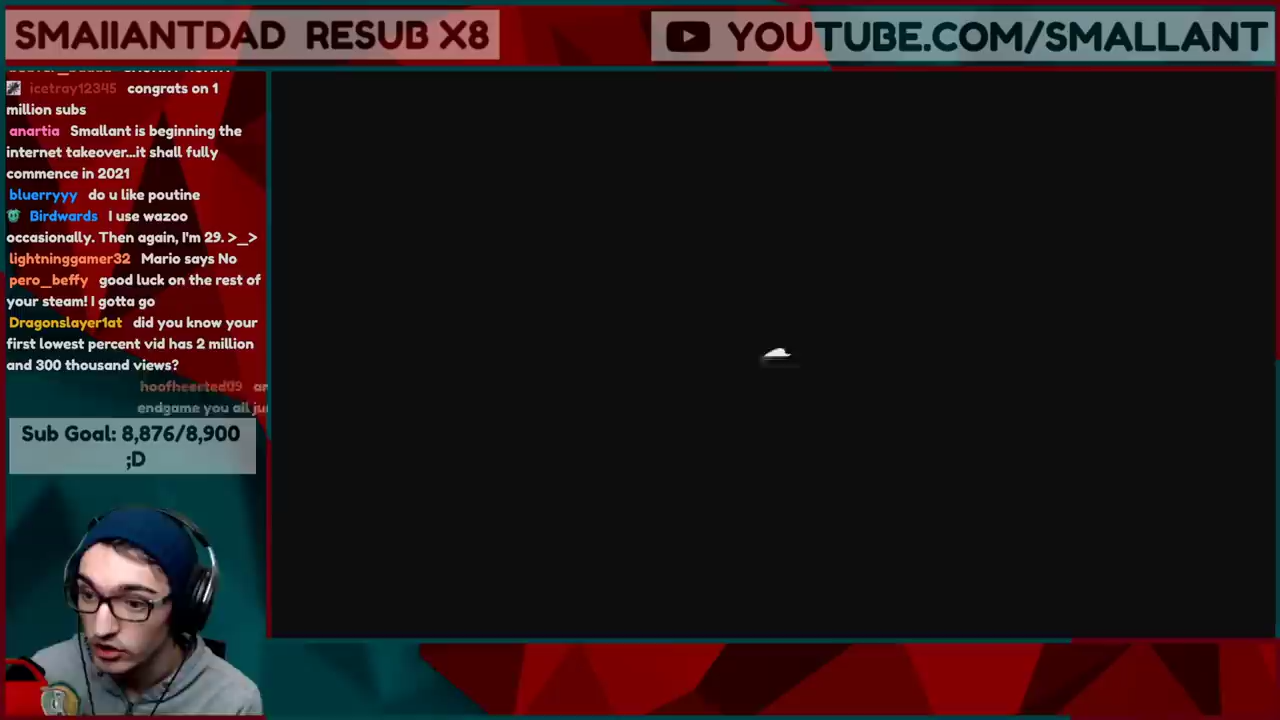 SMAllANTDAD RESUB X8
YOUTUBE.COM/SMALLANT
icetray12345 congrats on 1
million subs
anartia Smallant is beginning the
internet takeover...it shall fully
commence in 2021
bluerryyy do u like poutine
Birdwards I use wazoo
occasionally. Then again, I'm 29. >_>
lightninggamer32 Mario says No
pero_beffy good luck on the rest of
your steam! I gotta go
Dragonslayer1at did you know your
first lowest percent vid has 2 million
and 300 thousand views?
hoofhearted09
endgame you all
Sub Goal: 8,876/8,900
;D